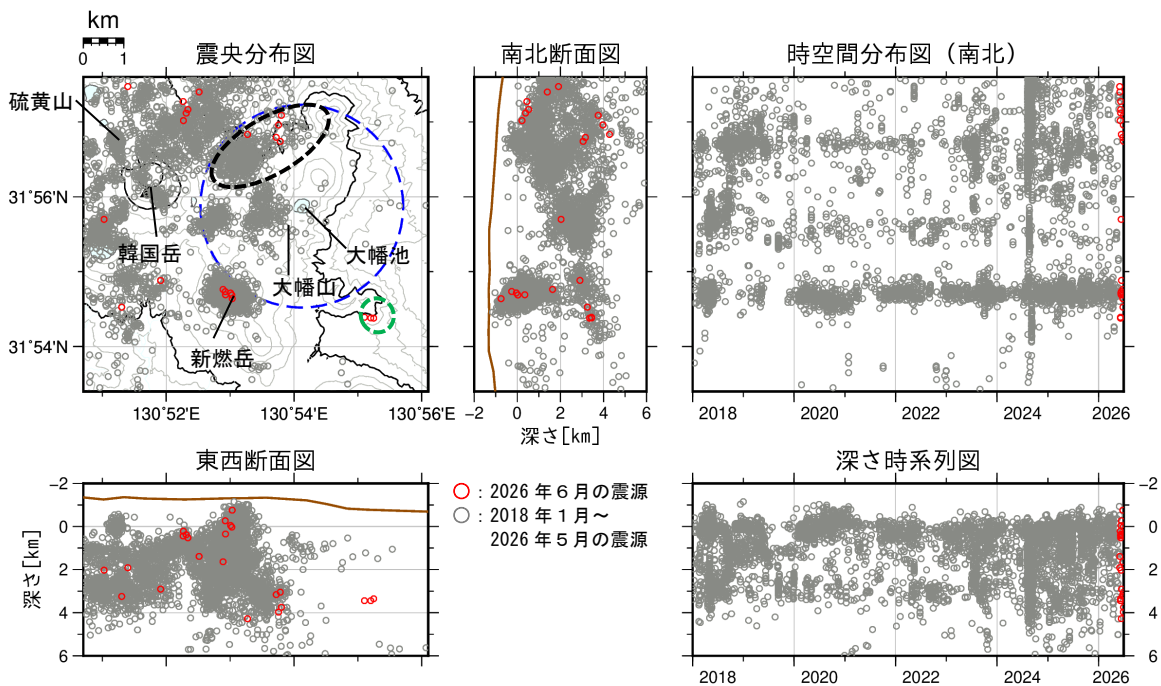 km
0 1
震央分布図
硫黄山
韓国岳
大幡池
大幡山
新燃岳
31°56'N
31°54'N
130°52'E 130°54'E 130°56'E
南北断面図
−2 0 2 4 6
深さ[km]
時空間分布図（南北）
2018 2020 2022 2024 2026
東西断面図
−2
0
2
4
6
深さ[km]
：2026 年６月の震源
：2018 年１月～
2026 年５月の震源
深さ時系列図
−2
0
2
4
6
2018 2020 2022 2024 2026